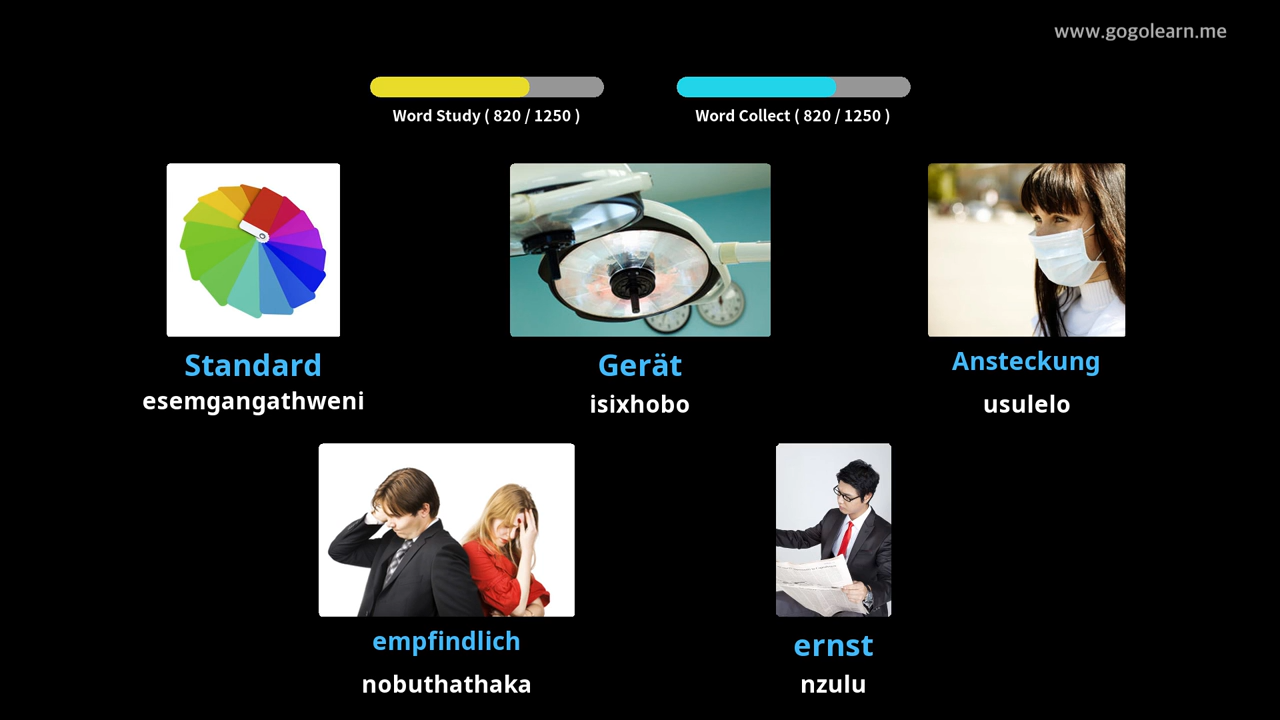 www.gogolearn.me
Word Study ( 820 / 1250 )
Word Collect ( 820 / 1250 )
Standard
esemgangathweni
Gerät
isixhobo
Ansteckung
usulelo
empfindlich
nobuthathaka
ernst
nzulu